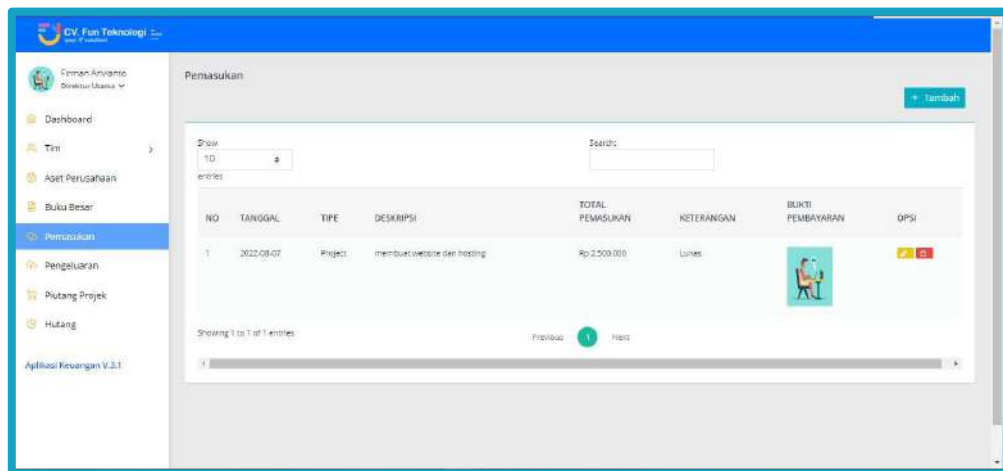 CV. Fun Teknologi
your IT solution
Firman Arivianto
Direktur Utama
Dashboard
Tim
Aset Perusahaan
Buku Besar
Pemasukan
Pengeluaran
Piutang Projek
Hutang
Aplikasi Keuangan V.3.1
Pemasukan
+ Tambah
Show
10
entries
Search:
NO TANGGAL TIPE DESKRIPSI TOTAL PEMASUKAN KETERANGAN BUKTI PEMBAYARAN OPSI
1 2022-08-07 Project membuat website dan hosting Rp 2.500.000 Lunas
Showing 1 to 1 of 1 entries
Previous 1 Next